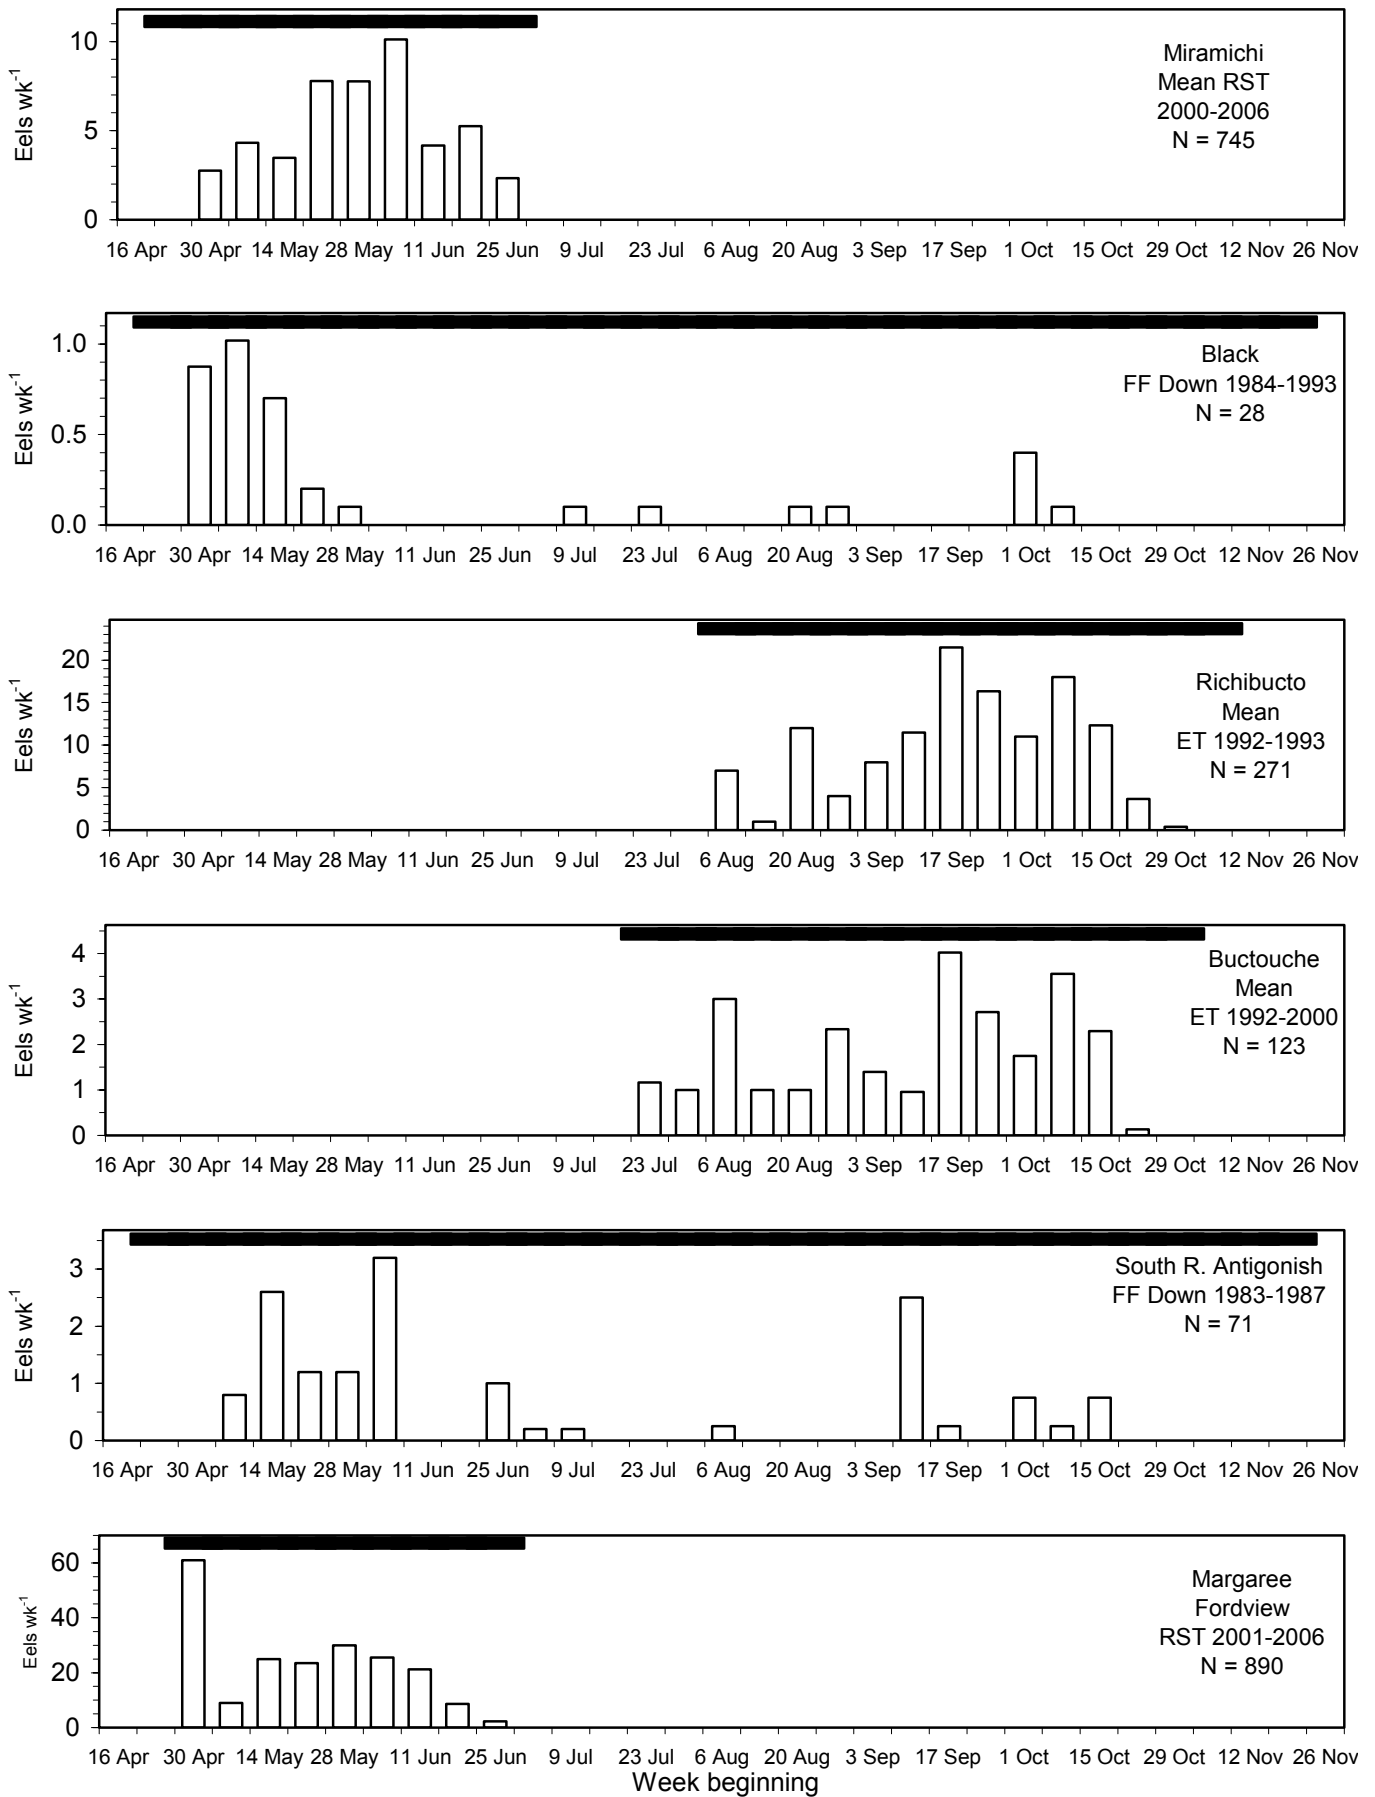 Eels wk⁻¹
10
5
0
Miramichi
Mean RST
2000-2006
N = 745
16 Apr 30 Apr 14 May 28 May 11 Jun 25 Jun 9 Jul 23 Jul 6 Aug 20 Aug 3 Sep 17 Sep 1 Oct 15 Oct 29 Oct 12 Nov 26 Nov
Eels wk⁻¹
1.0
0.5
0.0
Black
FF Down 1984-1993
N = 28
16 Apr 30 Apr 14 May 28 May 11 Jun 25 Jun 9 Jul 23 Jul 6 Aug 20 Aug 3 Sep 17 Sep 1 Oct 15 Oct 29 Oct 12 Nov 26 Nov
Eels wk⁻¹
20
15
10
5
0
Richibucto
Mean
ET 1992-1993
N = 271
16 Apr 30 Apr 14 May 28 May 11 Jun 25 Jun 9 Jul 23 Jul 6 Aug 20 Aug 3 Sep 17 Sep 1 Oct 15 Oct 29 Oct 12 Nov 26 Nov
Eels wk⁻¹
4
3
2
1
0
Buctouche
Mean
ET 1992-2000
N = 123
16 Apr 30 Apr 14 May 28 May 11 Jun 25 Jun 9 Jul 23 Jul 6 Aug 20 Aug 3 Sep 17 Sep 1 Oct 15 Oct 29 Oct 12 Nov 26 Nov
Eels wk⁻¹
3
2
1
0
South R. Antigonish
FF Down 1983-1987
N = 71
16 Apr 30 Apr 14 May 28 May 11 Jun 25 Jun 9 Jul 23 Jul 6 Aug 20 Aug 3 Sep 17 Sep 1 Oct 15 Oct 29 Oct 12 Nov 26 Nov
Eels wk⁻¹
60
40
20
0
Margaree
Fordview
RST 2001-2006
N = 890
16 Apr 30 Apr 14 May 28 May 11 Jun 25 Jun 9 Jul 23 Jul 6 Aug 20 Aug 3 Sep 17 Sep 1 Oct 15 Oct 29 Oct 12 Nov 26 Nov
Week beginning